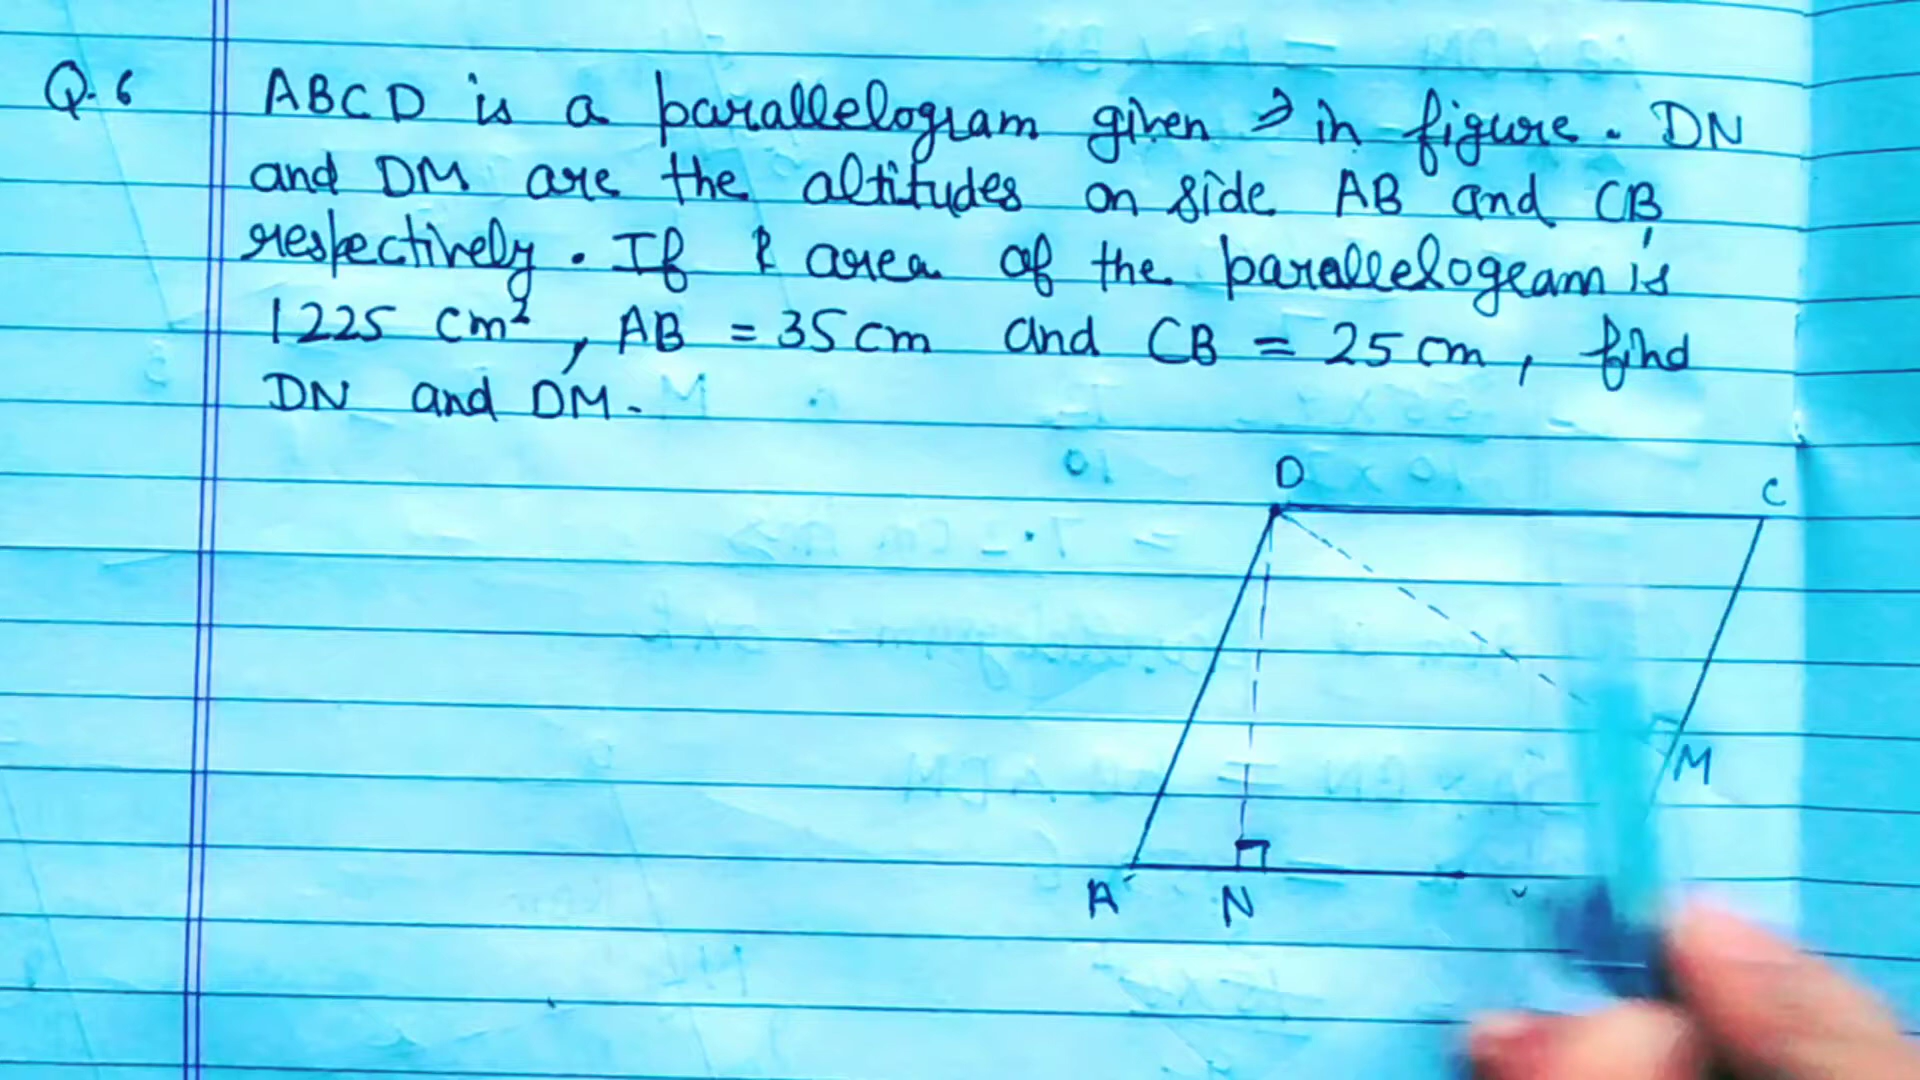 Q.6 ABCD is a parallelogram given in figure. DN
and DM are the altitudes on side AB and CB
respectively. If area of the parallelogeam is
1225 cm², AB = 35 cm and CB = 25 cm, find
DN and DM.
D
C
M
A N